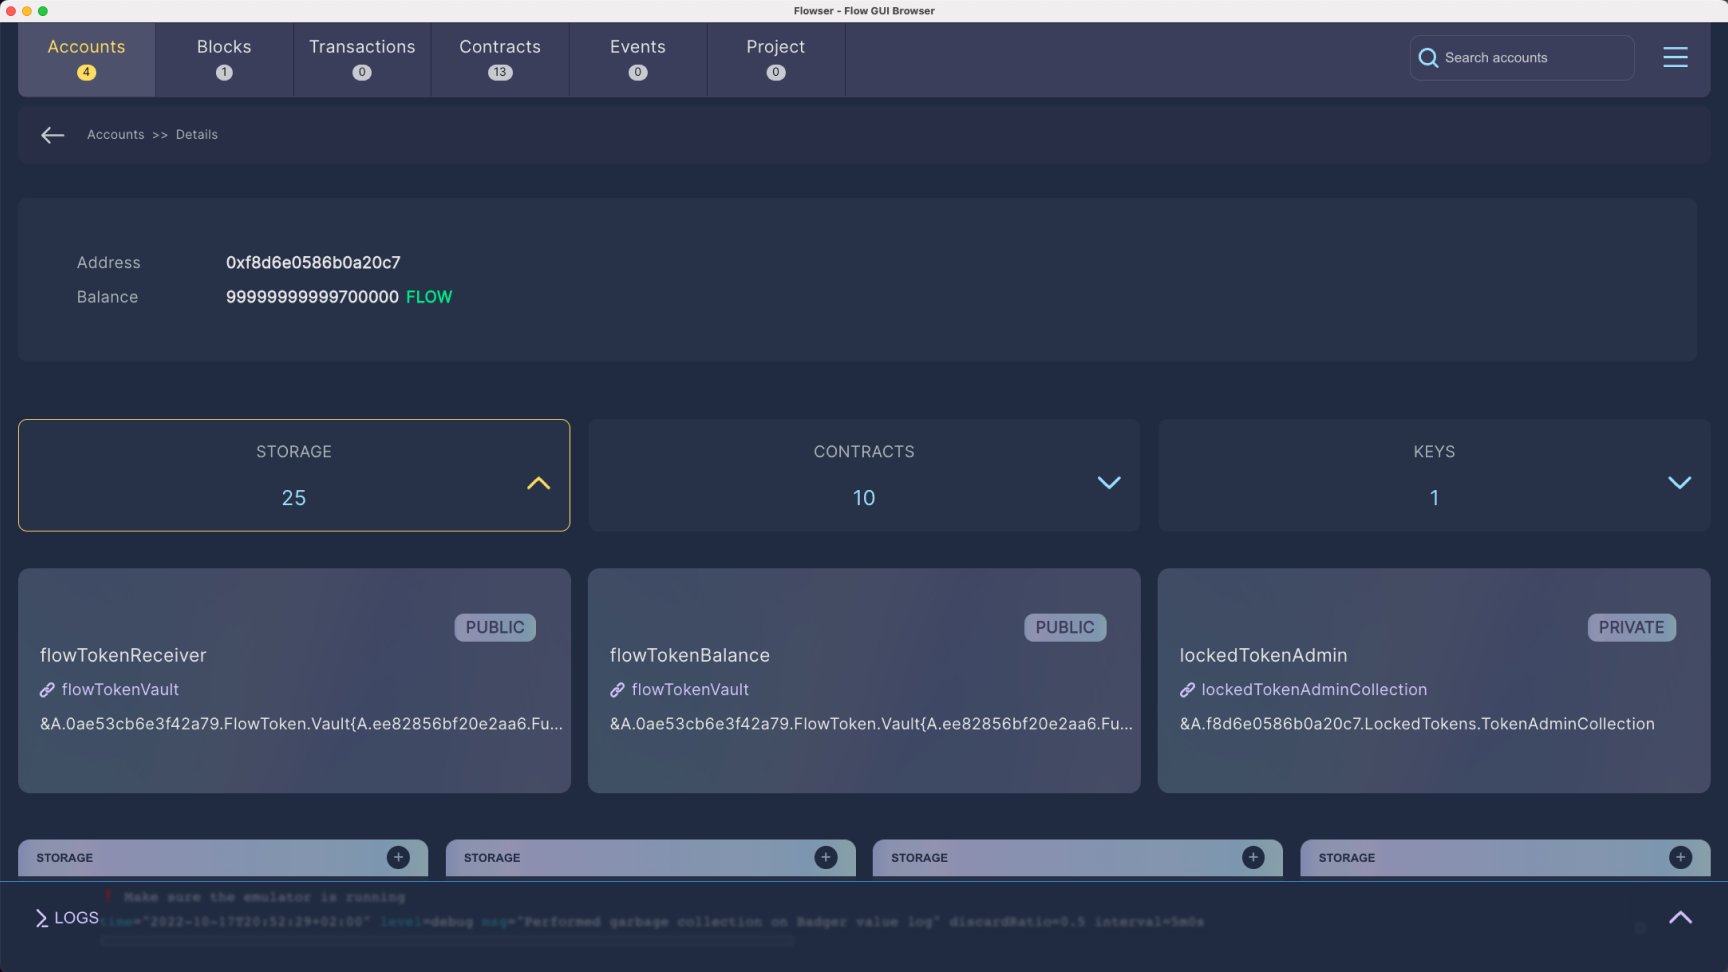 Flowser - Flow GUI Browser
Accounts Blocks Transactions Contracts Events Project
4 1 0 13 0 0
Search accounts
Accounts >> Details
Address 0xf8d6e0586b0a20c7
Balance 99999999999700000 FLOW
STORAGE CONTRACTS KEYS
25 10 1
PUBLIC PUBLIC PRIVATE
flowTokenReceiver flowTokenBalance lockedTokenAdmin
flowTokenVault flowTokenVault lockedTokenAdminCollection
&A.0ae53cb6e3f42a79.FlowToken.Vault{A.ee82856bf20e2aa6.Fu... &A.0ae53cb6e3f42a79.FlowToken.Vault{A.ee82856bf20e2aa6.Fu... &A.f8d6e0586b0a20c7.LockedTokens.TokenAdminCollection
STORAGE STORAGE STORAGE STORAGE
Make sure the emulator is running
LOGS time="2022-10-17T20:52:29+02:00" level=debug msg="Performed garbage collection on Badger value log" discardRatio=0.5 interval=5m0s